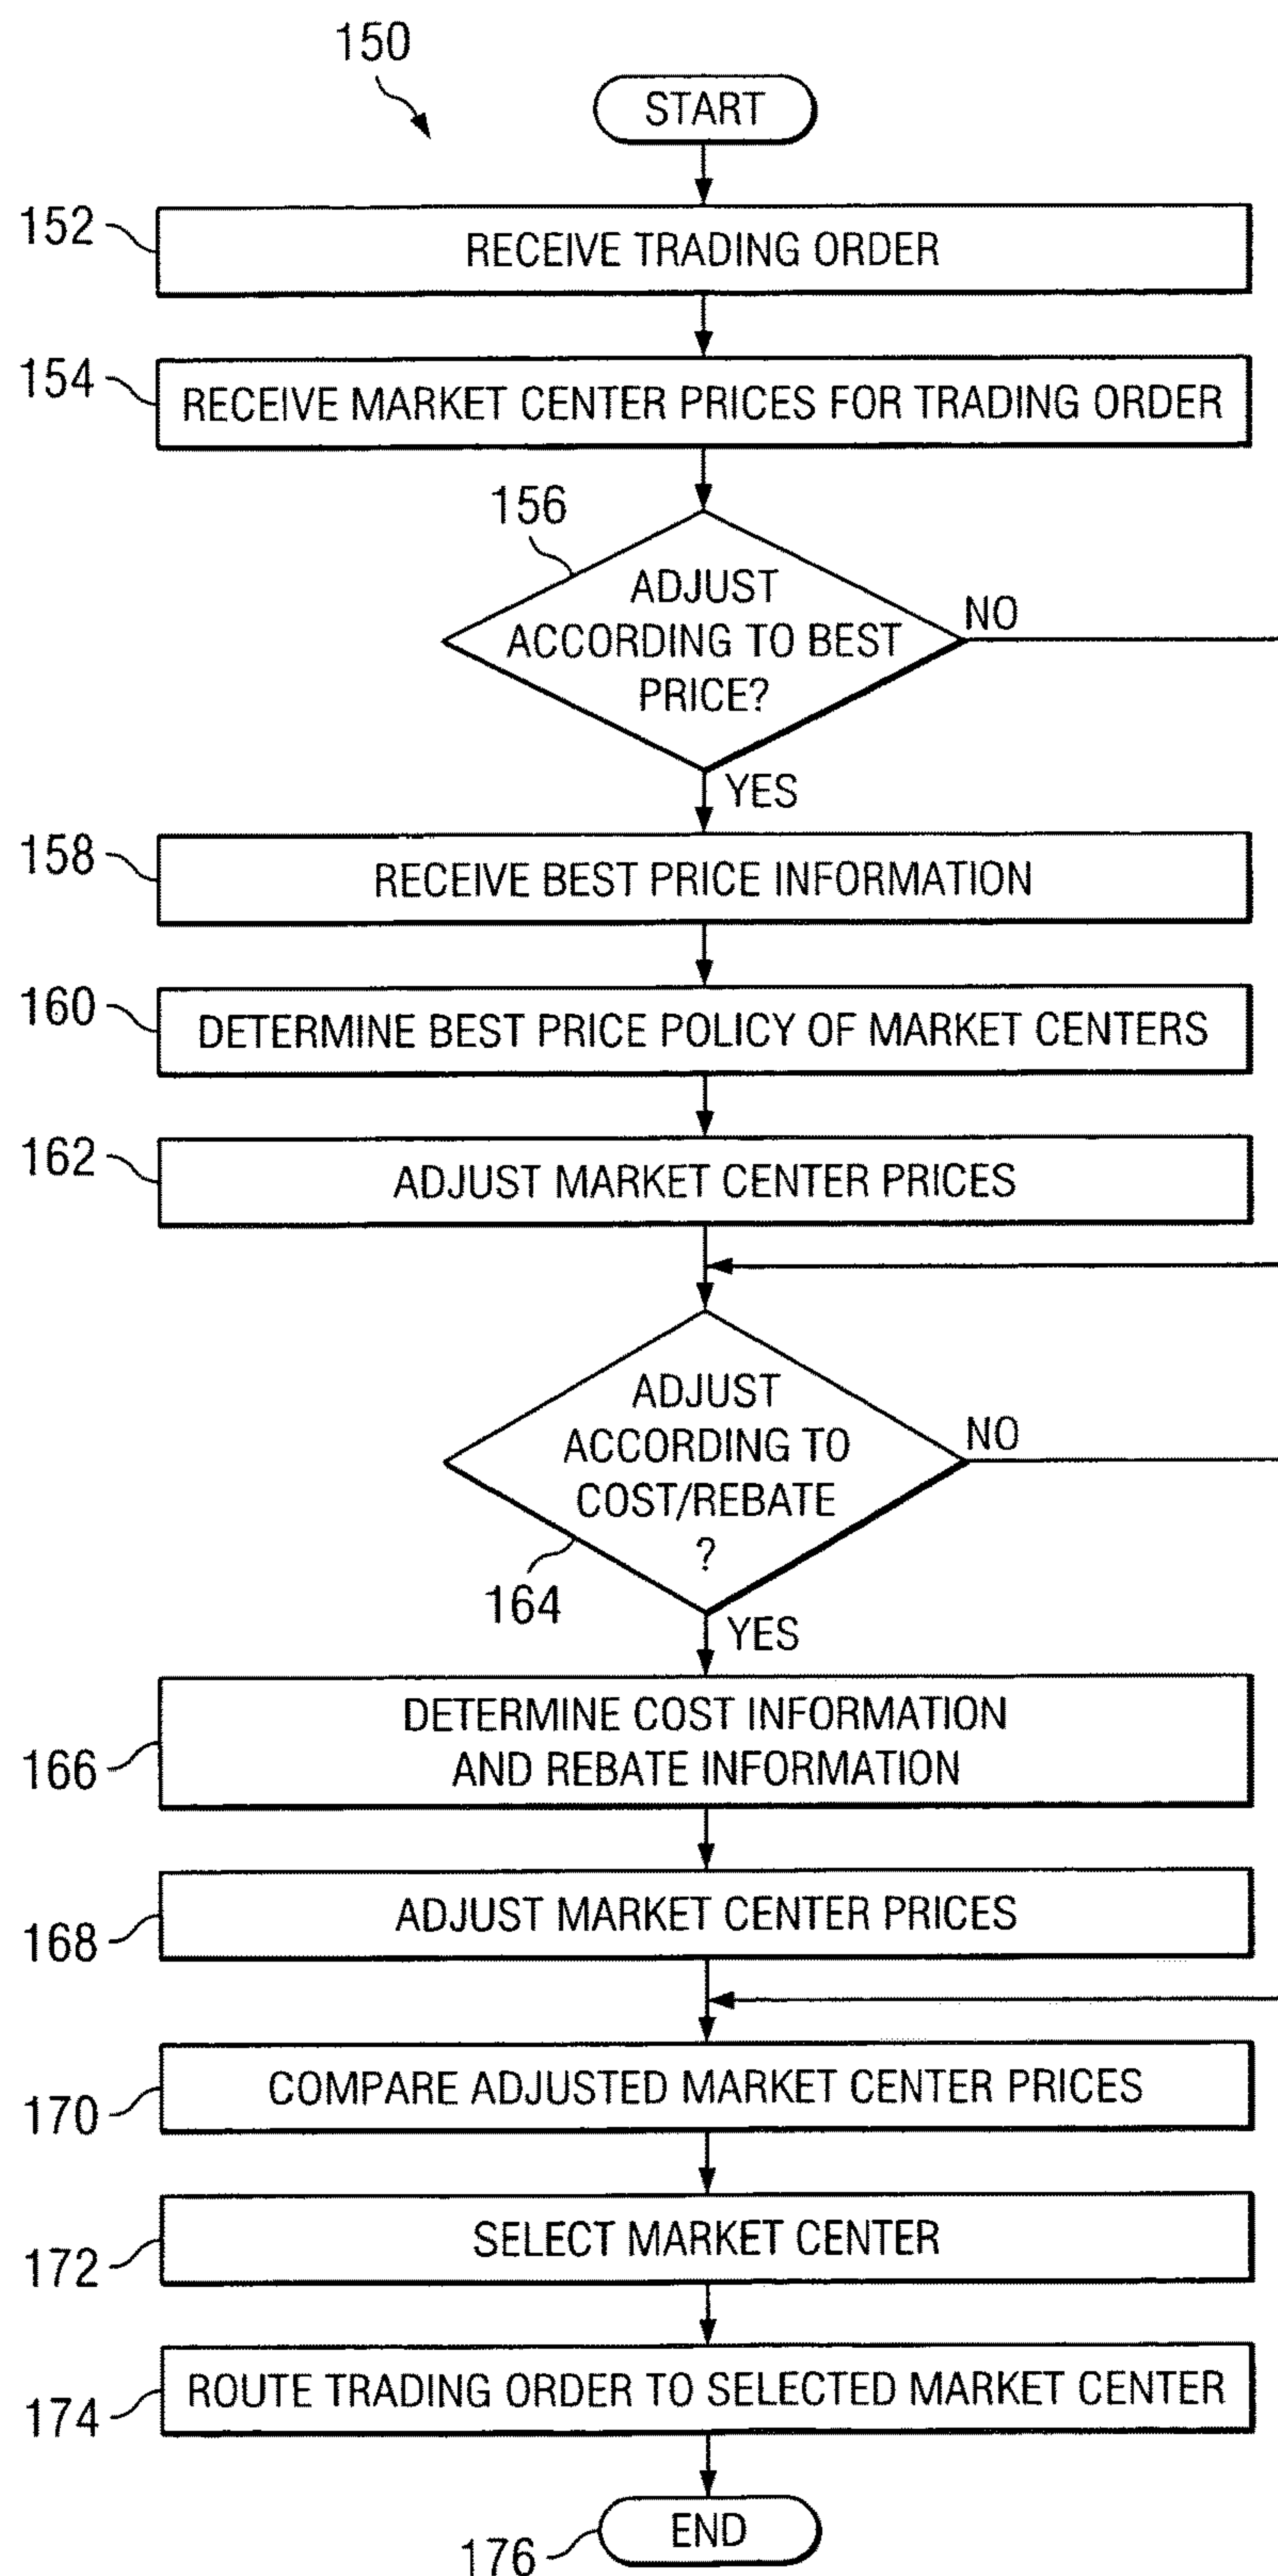 150
START
152
RECEIVE TRADING ORDER
154
RECEIVE MARKET CENTER PRICES FOR TRADING ORDER
156
ADJUST
ACCORDING TO BEST
PRICE?
NO
YES
158
RECEIVE BEST PRICE INFORMATION
160
DETERMINE BEST PRICE POLICY OF MARKET CENTERS
162
ADJUST MARKET CENTER PRICES
ADJUST
ACCORDING TO
COST/REBATE
?
NO
164
YES
DETERMINE COST INFORMATION
AND REBATE INFORMATION
166
ADJUST MARKET CENTER PRICES
168
COMPARE ADJUSTED MARKET CENTER PRICES
170
SELECT MARKET CENTER
172
ROUTE TRADING ORDER TO SELECTED MARKET CENTER
174
END
176